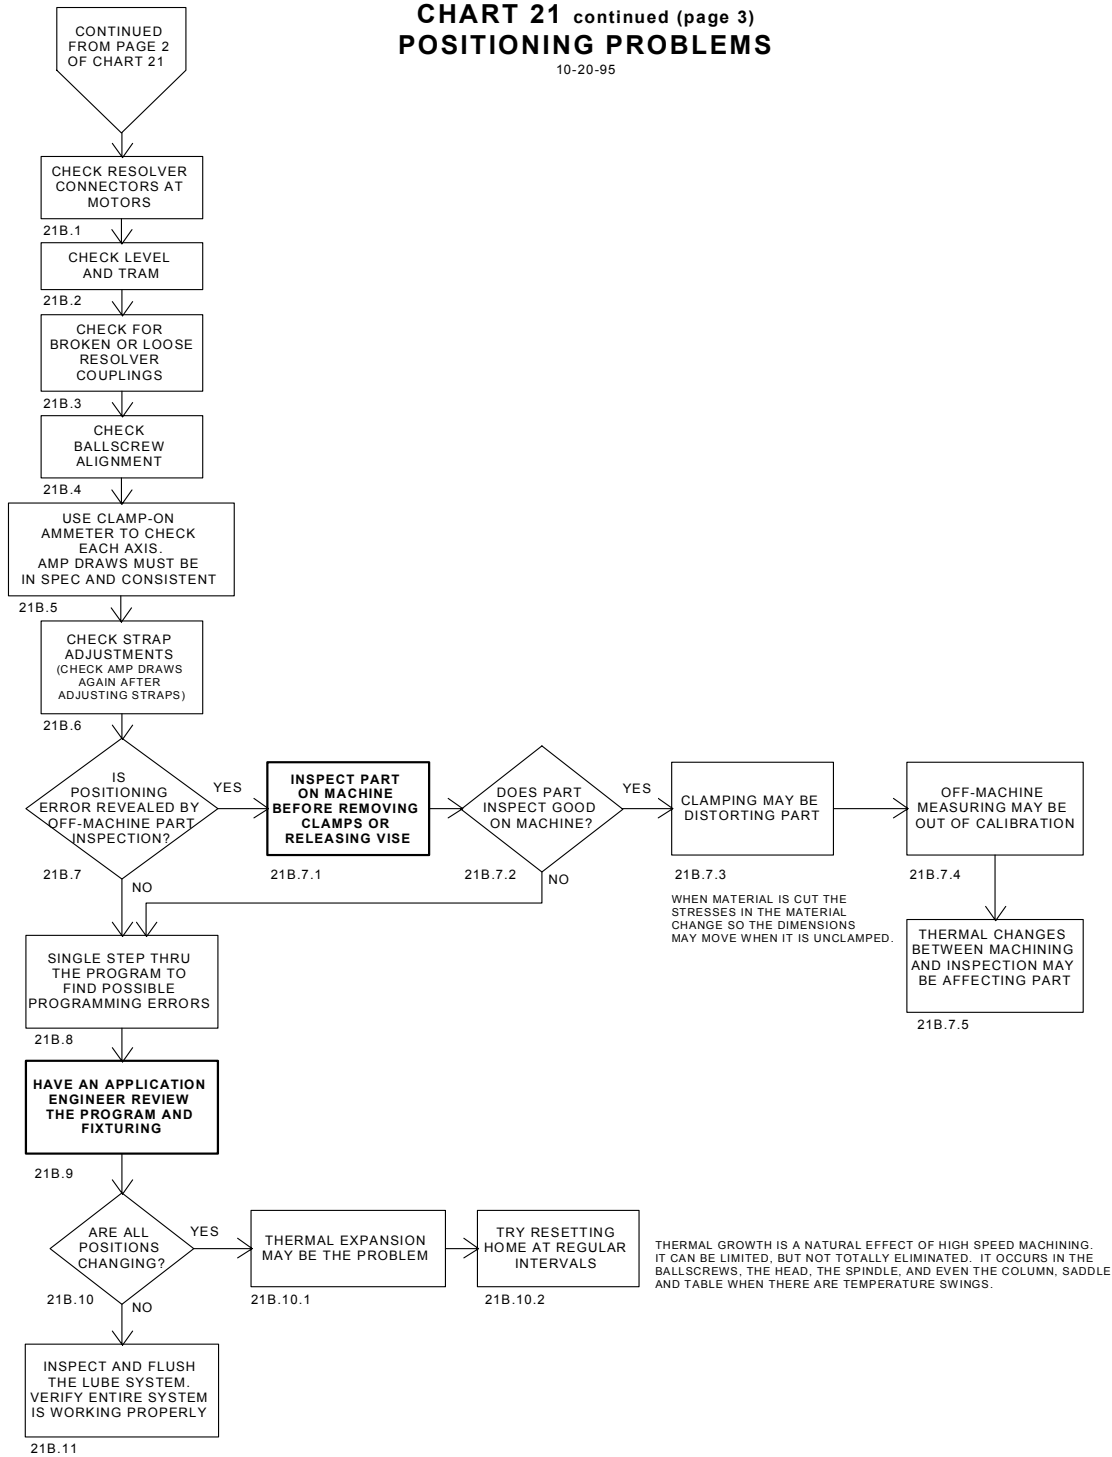 CHART 21 continued (page 3)
POSITIONING PROBLEMS
10-20-95
CONTINUED
FROM PAGE 2
OF CHART 21
CHECK RESOLVER
CONNECTORS AT
MOTORS
21B.1
CHECK LEVEL
AND TRAM
21B.2
CHECK FOR
BROKEN OR LOOSE
RESOLVER
COUPLINGS
21B.3
CHECK
BALLSCREW
ALIGNMENT
21B.4
USE CLAMP-ON
AMMETER TO CHECK
EACH AXIS.
AMP DRAWS MUST BE
IN SPEC AND CONSISTENT
21B.5
CHECK STRAP
ADJUSTMENTS
(CHECK AMP DRAWS
AGAIN AFTER
ADJUSTING STRAPS)
21B.6
IS
POSITIONING
ERROR REVEALED BY
OFF-MACHINE PART
INSPECTION?
21B.7
YES
NO
INSPECT PART
ON MACHINE
BEFORE REMOVING
CLAMPS OR
RELEASING VISE
21B.7.1
DOES PART
INSPECT GOOD
ON MACHINE?
21B.7.2
YES
NO
CLAMPING MAY BE
DISTORTING PART
21B.7.3
WHEN MATERIAL IS CUT THE
STRESSES IN THE MATERIAL
CHANGE SO THE DIMENSIONS
MAY MOVE WHEN IT IS UNCLAMPED.
OFF-MACHINE
MEASURING MAY BE
OUT OF CALIBRATION
21B.7.4
THERMAL CHANGES
BETWEEN MACHINING
AND INSPECTION MAY
BE AFFECTING PART
21B.7.5
SINGLE STEP THRU
THE PROGRAM TO
FIND POSSIBLE
PROGRAMMING ERRORS
21B.8
HAVE AN APPLICATION
ENGINEER REVIEW
THE PROGRAM AND
FIXTURING
21B.9
ARE ALL
POSITIONS
CHANGING?
21B.10
YES
NO
THERMAL EXPANSION
MAY BE THE PROBLEM
21B.10.1
TRY RESETTING
HOME AT REGULAR
INTERVALS
21B.10.2
THERMAL GROWTH IS A NATURAL EFFECT OF HIGH SPEED MACHINING.
IT CAN BE LIMITED, BUT NOT TOTALLY ELIMINATED. IT OCCURS IN THE
BALLSCREWS, THE HEAD, THE SPINDLE, AND EVEN THE COLUMN, SADDLE
AND TABLE WHEN THERE ARE TEMPERATURE SWINGS.
INSPECT AND FLUSH
THE LUBE SYSTEM.
VERIFY ENTIRE SYSTEM
IS WORKING PROPERLY
21B.11